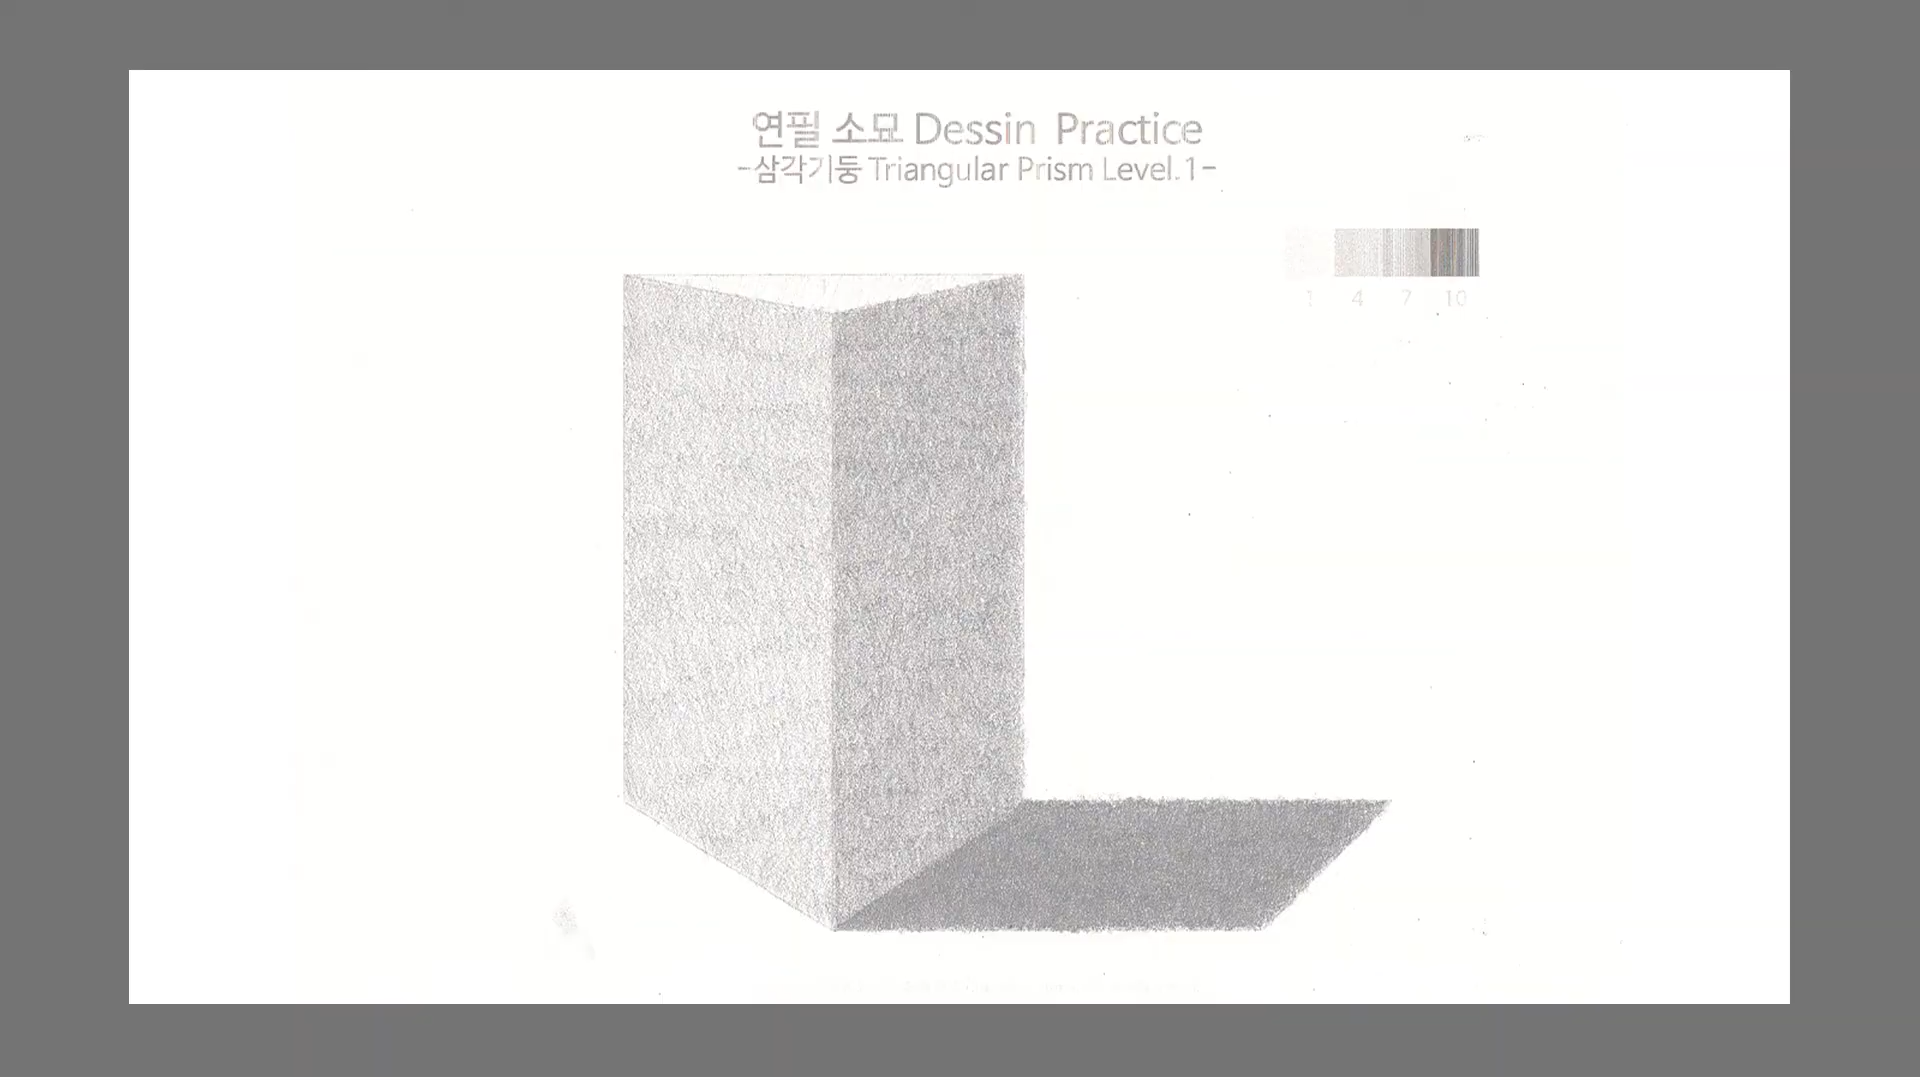 연필 소묘 Dessin Practice
-삼각기둥 Triangular Prism Level.1-
1 4 7 10